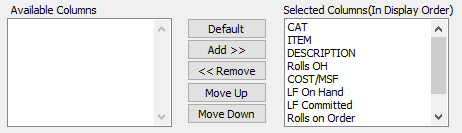 Available Columns
Default
Add >>
<< Remove
Move Up
Move Down
Selected Columns(In Display Order)
CAT
ITEM
DESCRIPTION
Rolls OH
COST/MSF
LF On Hand
LF Committed
Rolls on Order